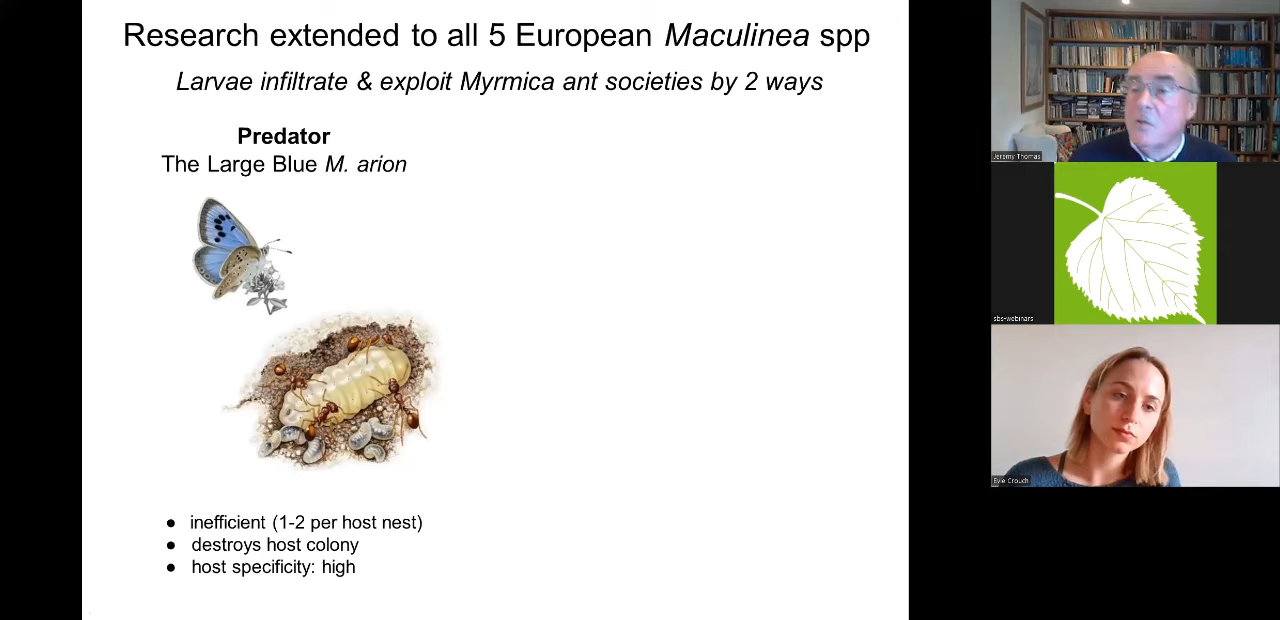 Research extended to all 5 European Maculinea spp
Larvae infiltrate & exploit Myrmica ant societies by 2 ways
Predator
The Large Blue M. arion
● inefficient (1-2 per host nest)
● destroys host colony
● host specificity: high
Jeremy Thomas
sbs-webinars
Evie Crouch